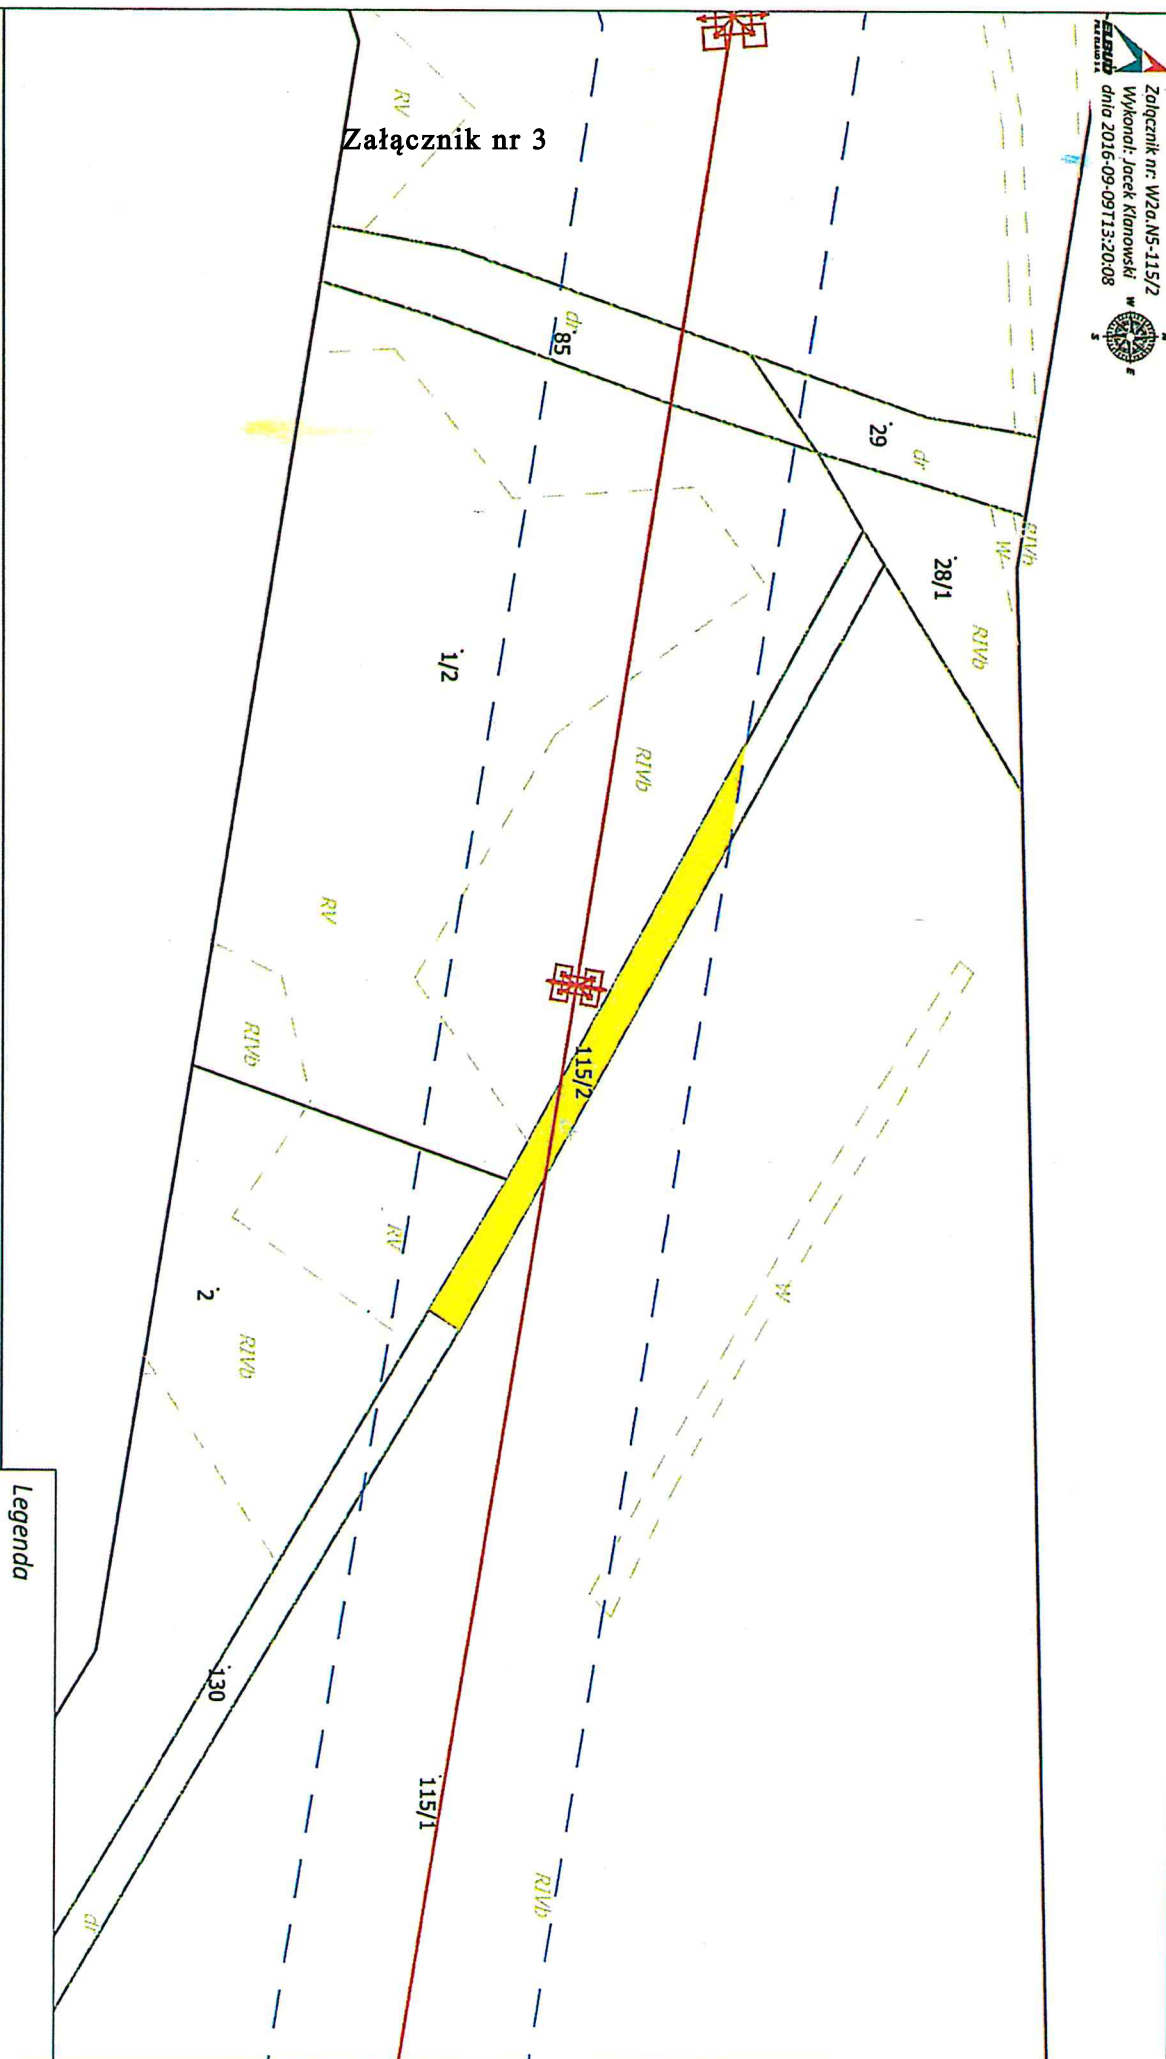 Załącznik nr: W2a.N5-115/2
Wykonał: Jacek Klanowski
dnia 2016-09-09T13:20:08
ELBUD
W
E
S
Załącznik nr 3
RV
dr
85
29
dr
28/1
RIVb
W
RIVb
1/2
RIVb
RV
RIVb
115/2
RV
2
RIVb
W
130
115/1
RIVb
dr
Legenda